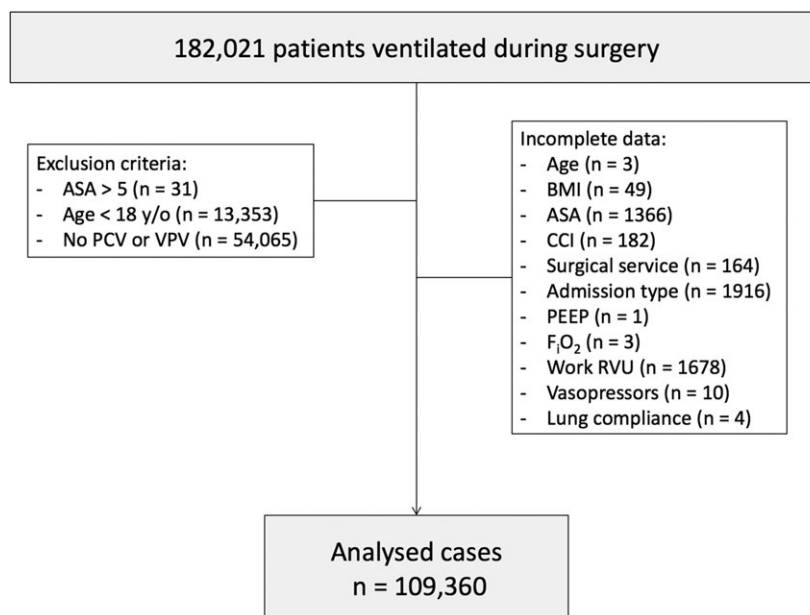 182,021 patients ventilated during surgery
Exclusion criteria:
- ASA > 5 (n = 31)
- Age < 18 y/o (n = 13,353)
- No PCV or VPV (n = 54,065)
Incomplete data:
- Age (n = 3)
- BMI (n = 49)
- ASA (n = 1366)
- CCI (n = 182)
- Surgical service (n = 164)
- Admission type (n = 1916)
- PEEP (n = 1)
- FᵢO₂ (n = 3)
- Work RVU (n = 1678)
- Vasopressors (n = 10)
- Lung compliance (n = 4)
Analysed cases
n = 109,360